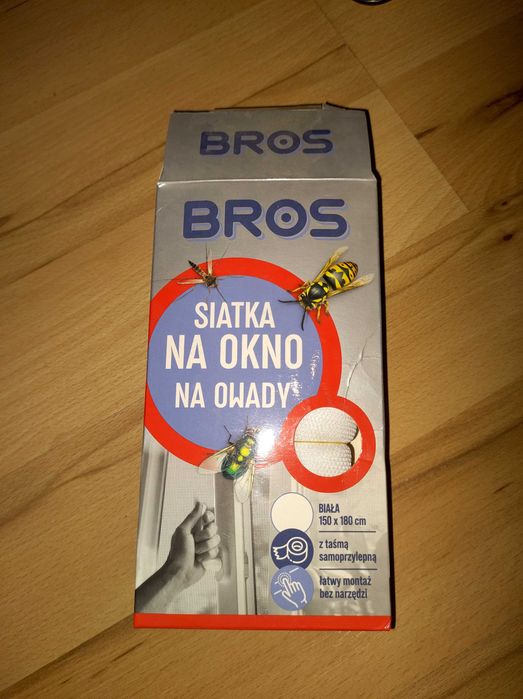 BROS
BROS
SIATKA
NA OKNO
NA OWADY
BIAŁA
150 x 180 cm
z taśmą
samoprzylepną
łatwy montaż
bez narzędzi